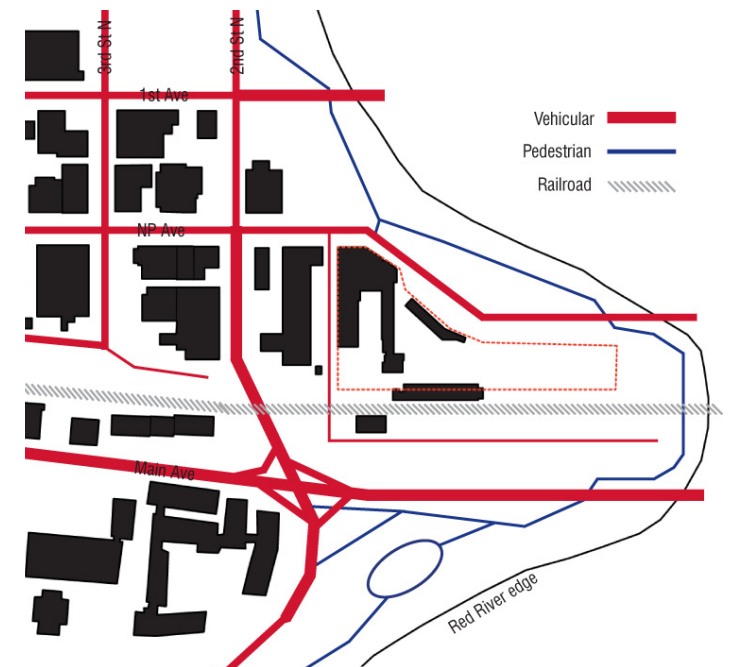 3rd St N
2nd St N
1st Ave
Vehicular
Pedestrian
Railroad
NP Ave
Main Ave
Red River edge